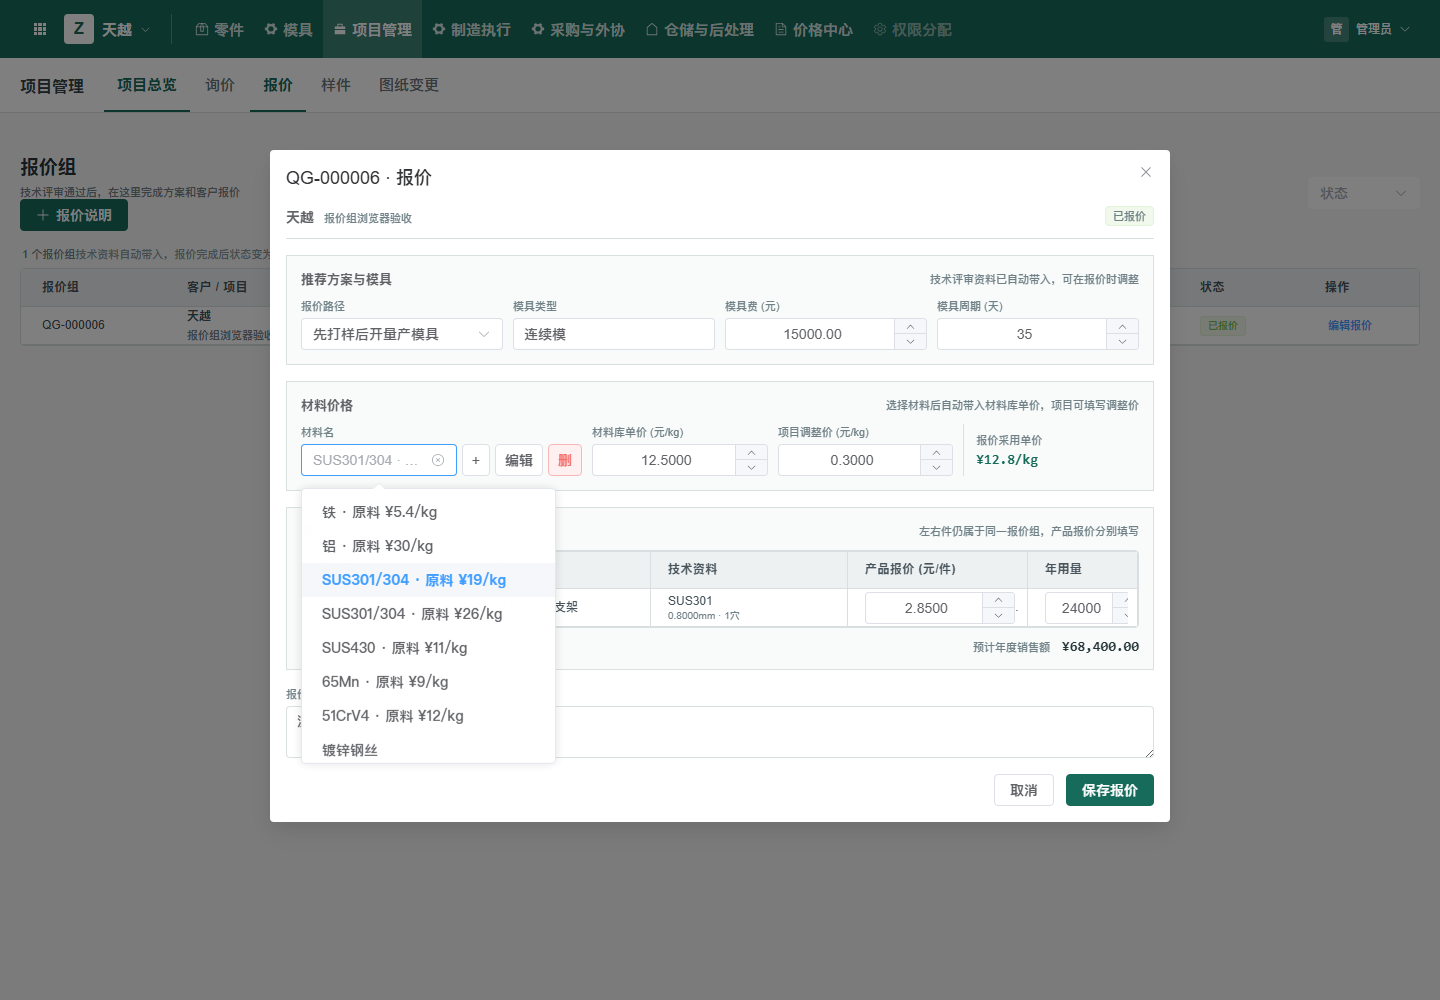 Z 天越 零件 模具 项目管理 制造执行 采购与外协 仓储与后处理 价格中心 权限分配 管 管理员
项目管理 项目总览 询价 报价 样件 图纸变更
报价组
技术评审通过后，在这里完成方案和客户报价
报价说明
状态
1 个报价组技术资料自动带入，报价完成后状态变为
报价组 客户 / 项目 状态 操作
QG-000006 天越 已报价 编辑报价
报价组浏览器验收
QG-000006 · 报价
天越 报价组浏览器验收 已报价
推荐方案与模具 技术评审资料已自动带入，可在报价时调整
报价路径 模具类型 模具费 (元) 模具周期 (天)
先打样后开量产模具 连续模 15000.00 35
材料价格 选择材料后自动带入材料库单价，项目可填写调整价
材料名 材料库单价 (元/kg) 项目调整价 (元/kg) 报价采用单价
SUS301/304 · ... + 编辑 删 12.5000 0.3000 ¥12.8/kg
铁 · 原料 ¥5.4/kg
铝 · 原料 ¥30/kg
SUS301/304 · 原料 ¥19/kg
SUS301/304 · 原料 ¥26/kg
SUS430 · 原料 ¥11/kg
65Mn · 原料 ¥9/kg
51CrV4 · 原料 ¥12/kg
镀锌钢丝
左右件仍属于同一报价组，产品报价分别填写
技术资料 产品报价 (元/件) 年用量
支架 SUS301 2.8500 24000
0.8000mm · 1穴
预计年度销售额 ¥68,400.00
报
取消 保存报价